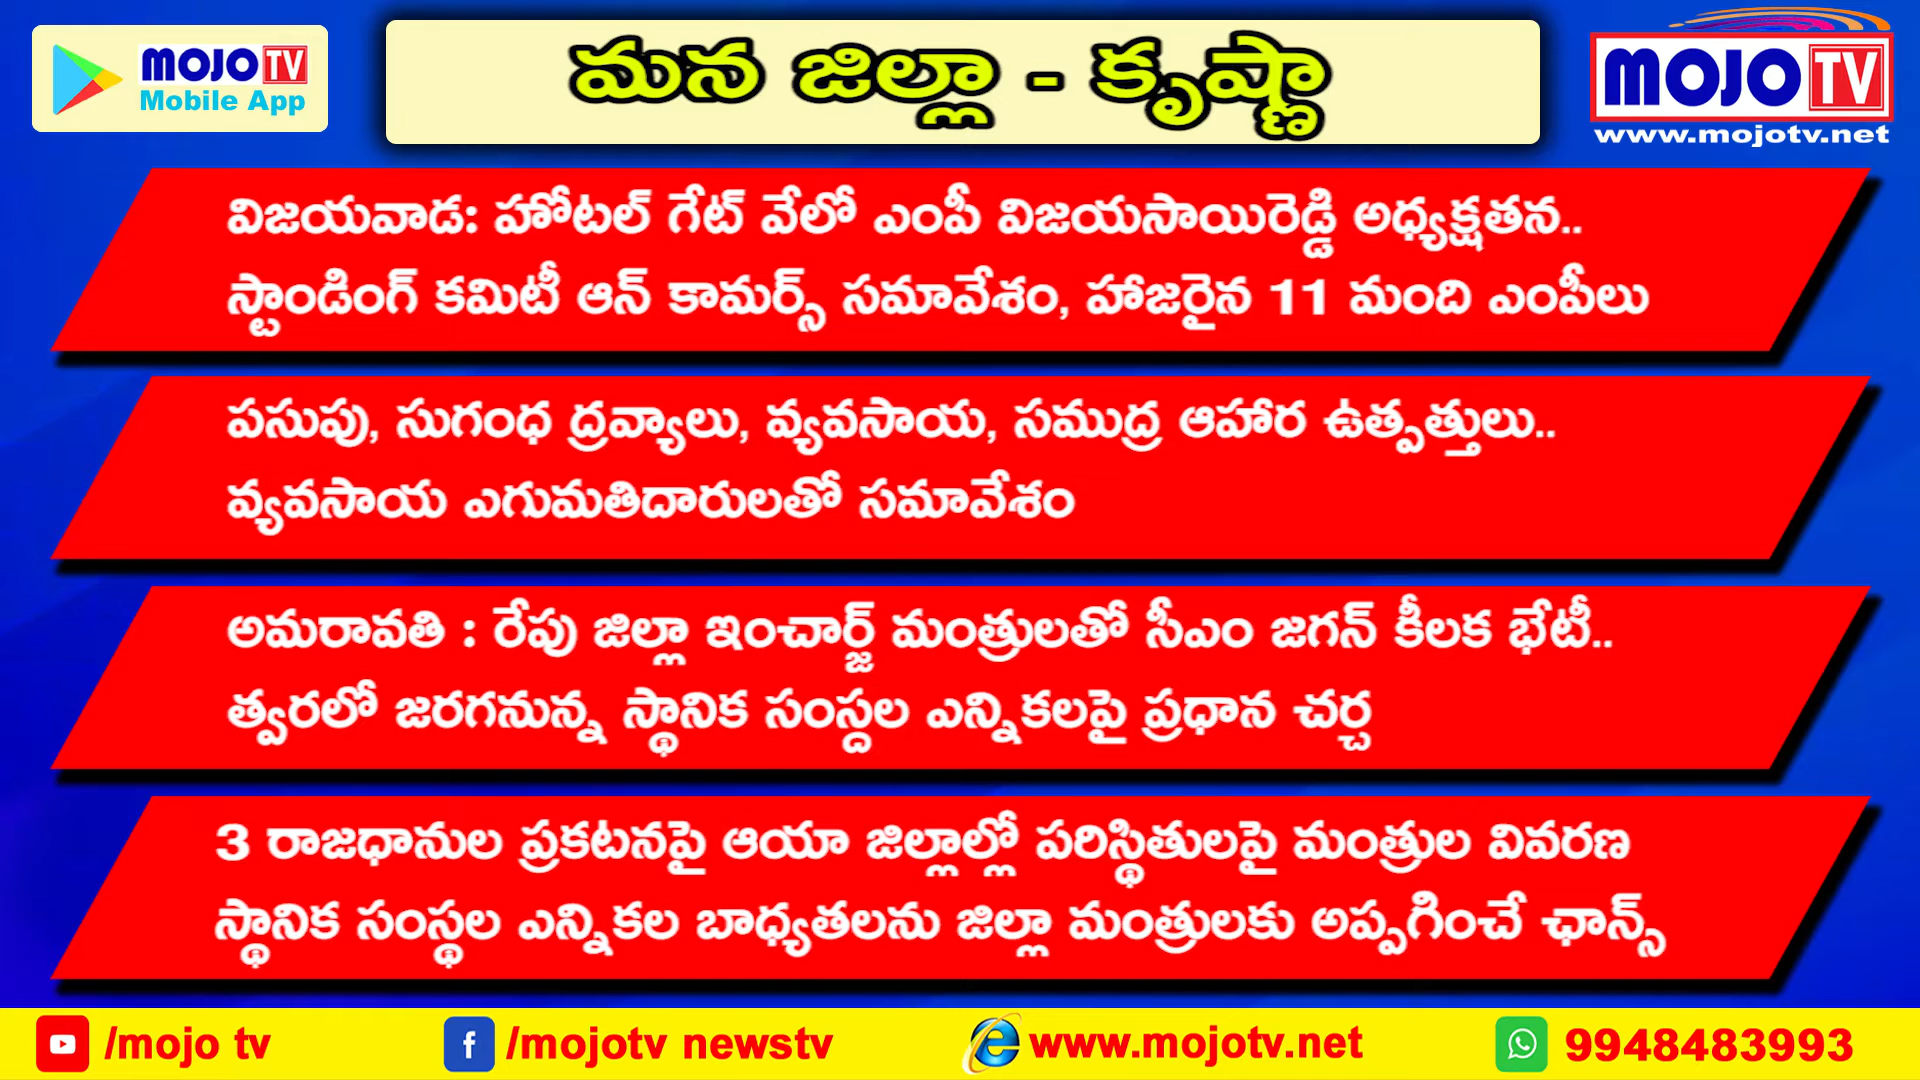 MOJO TV
Mobile App
మన జిల్లా - కృష్ణా
MOJO TV
www.mojotv.net
విజయవాడ: హోటల్ గేట్ వేలో ఎంపీ విజయసాయిరెడ్డి అధ్యక్షతన..
స్టాండింగ్ కమిటీ ఆన్ కామర్స్ సమావేశం, హాజరైన 11 మంది ఎంపీలు
పసుపు, సుగంధ ద్రవ్యాలు, వ్యవసాయ, సముద్ర ఆహార ఉత్పత్తులు..
వ్యవసాయ ఎగుమతిదారులతో సమావేశం
అమరావతి : రేపు జిల్లా ఇంచార్జ్ మంత్రులతో సీఎం జగన్ కీలక భేటీ..
త్వరలో జరగనున్న స్థానిక సంస్దల ఎన్నికలపై ప్రధాన చర్చ
3 రాజధానుల ప్రకటనపై ఆయా జిల్లాల్లో పరిస్థితులపై మంత్రుల వివరణ
స్థానిక సంస్థల ఎన్నికల బాధ్యతలను జిల్లా మంత్రులకు అప్పగించే ఛాన్స్
/mojo tv
/mojotv newstv
www.mojotv.net
9948483993